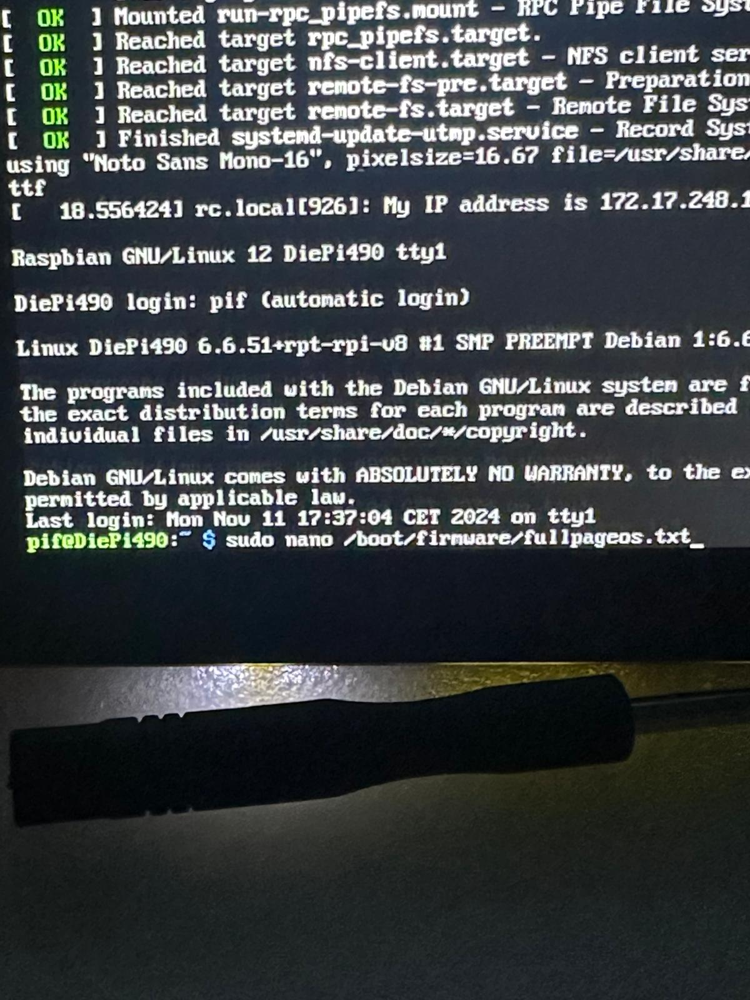 [  OK  ] Mounted run-rpc_pipefs.mount - RPC Pipe File Syst
[  OK  ] Reached target rpc_pipefs.target.
[  OK  ] Reached target nfs-client.target - NFS client ser
[  OK  ] Reached target remote-fs-pre.target - Preparation
[  OK  ] Reached target remote-fs.target - Remote File Sys
[  OK  ] Finished systemd-update-utmp.service - Record Syst
using "Noto Sans Mono-16", pixelsize=16.67 file=/usr/share/
ttf
[   18.556424] rc.local[926]: My IP address is 172.17.248.1
Raspbian GNU/Linux 12 DiePi490 tty1
DiePi490 login: pif (automatic login)
Linux DiePi490 6.6.51+rpt-rpi-v8 #1 SMP PREEMPT Debian 1:6.6
The programs included with the Debian GNU/Linux system are f
the exact distribution terms for each program are described
individual files in /usr/share/doc/*/copyright.
Debian GNU/Linux comes with ABSOLUTELY NO WARRANTY, to the ex
permitted by applicable law.
Last login: Mon Nov 11 17:37:04 CET 2024 on tty1
pif@DiePi490:~ $ sudo nano /boot/firmware/fullpageos.txt_